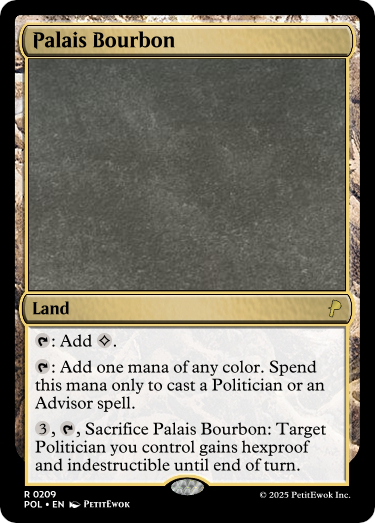 Palais Bourbon
Land
: Add .
: Add one mana of any color. Spend
this mana only to cast a Politician or an
Advisor spell.
3, , Sacrifice Palais Bourbon: Target
Politician you control gains hexproof
and indestructible until end of turn.
R 0209
POL • EN PETITEWOK
© 2025 PetitEwok Inc.